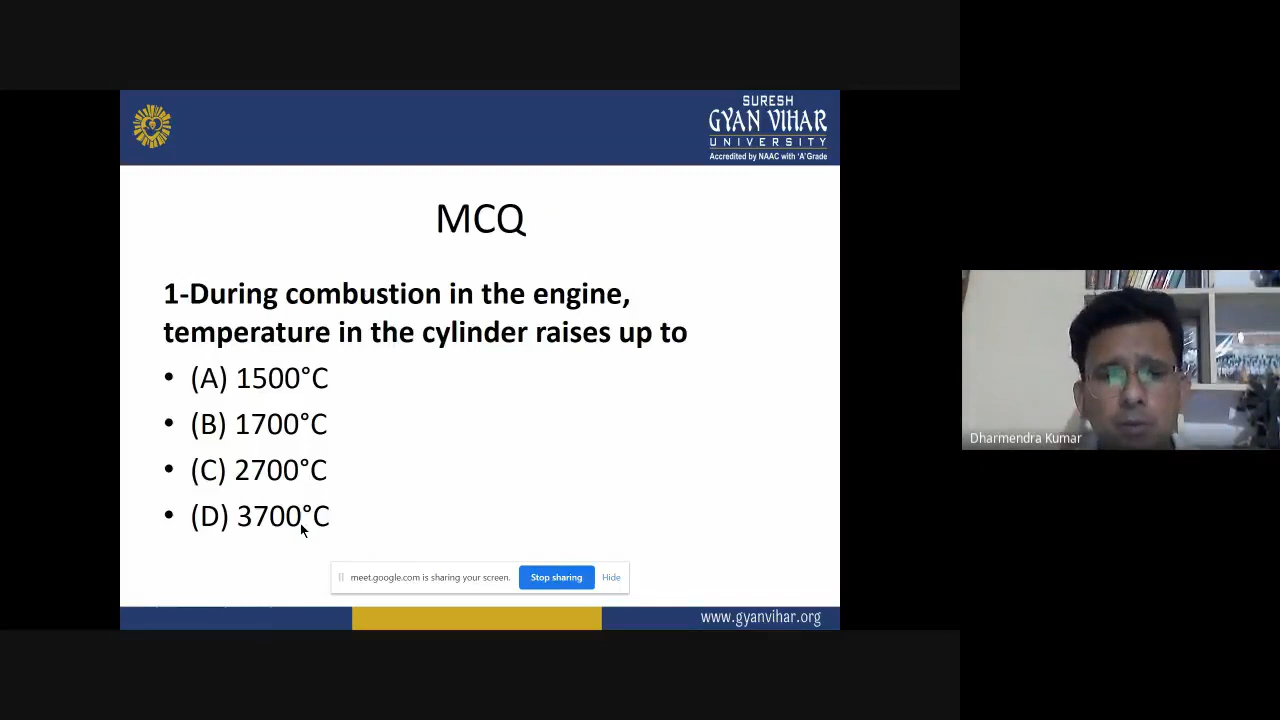 SURESH
GYAN VIHAR
UNIVERSITY
Accredited by NAAC with 'A' Grade
MCQ
1-During combustion in the engine,
temperature in the cylinder raises up to
• (A) 1500°C
• (B) 1700°C
• (C) 2700°C
• (D) 3700°C
meet.google.com is sharing your screen. Stop sharing Hide
www.gyanvihar.org
Dharmendra Kumar